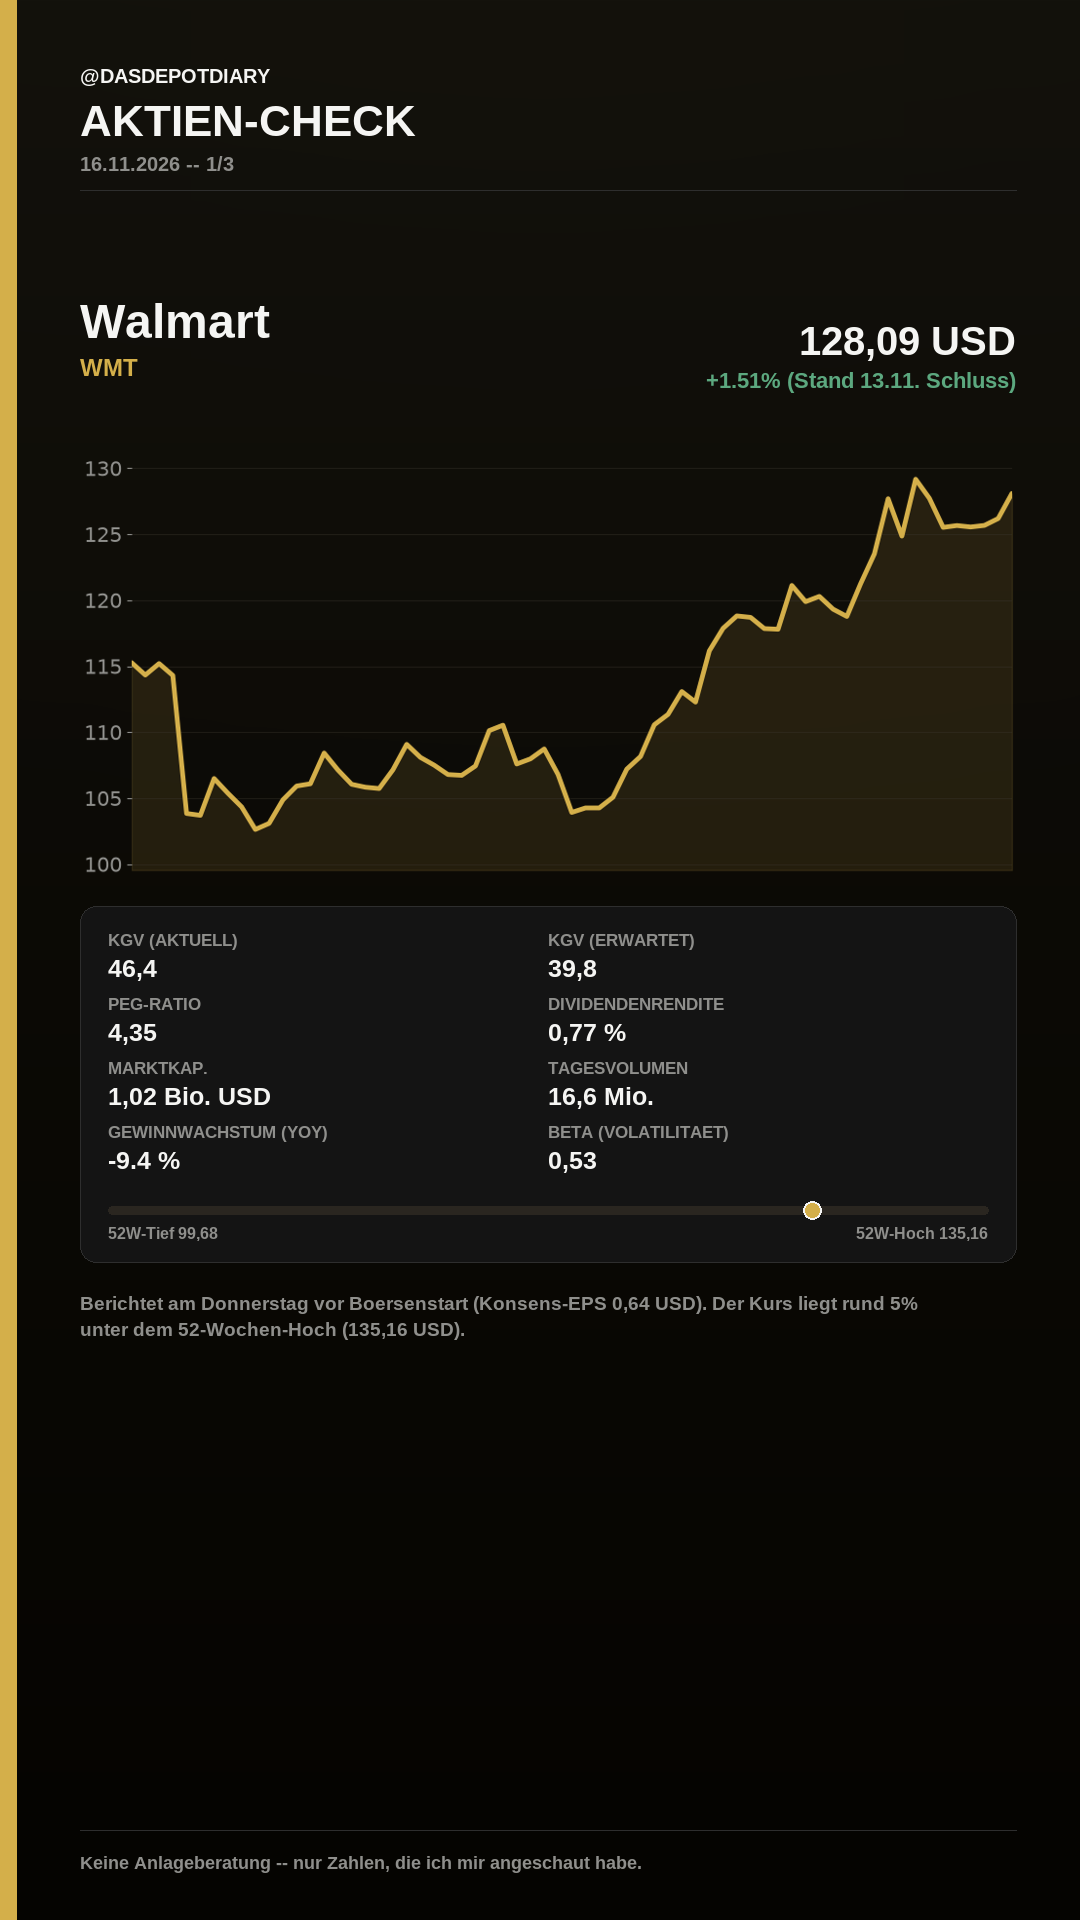 @DASDEPOTDIARY
AKTIEN-CHECK
16.11.2026 -- 1/3
Walmart
WMT
128,09 USD
+1.51% (Stand 13.11. Schluss)
130
125
120
115
110
105
100
KGV (AKTUELL)
46,4
KGV (ERWARTET)
39,8
PEG-RATIO
4,35
DIVIDENDENRENDITE
0,77 %
MARKTKAP.
1,02 Bio. USD
TAGESVOLUMEN
16,6 Mio.
GEWINNWACHSTUM (YOY)
-9.4 %
BETA (VOLATILITAET)
0,53
52W-Tief 99,68
52W-Hoch 135,16
Berichtet am Donnerstag vor Boersenstart (Konsens-EPS 0,64 USD). Der Kurs liegt rund 5%
unter dem 52-Wochen-Hoch (135,16 USD).
Keine Anlageberatung -- nur Zahlen, die ich mir angeschaut habe.